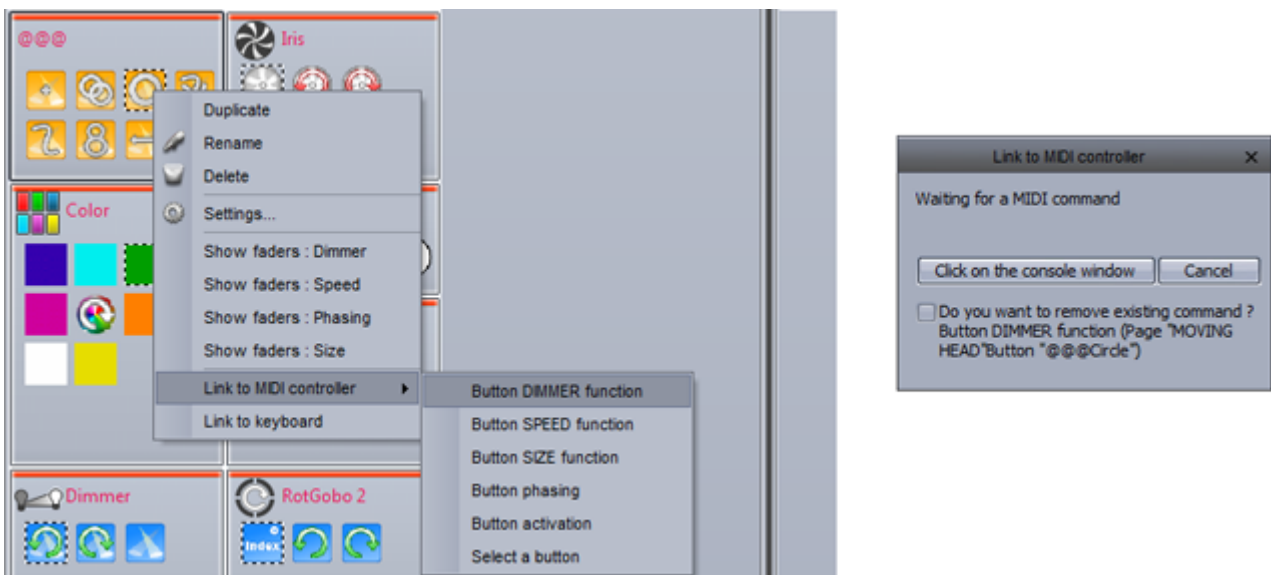 @@@
Iris
Duplicate
Rename
Delete
Settings...
Show faders : Dimmer
Show faders : Speed
Show faders : Phasing
Show faders : Size
Link to MIDI controller
Link to keyboard
Button DIMMER function
Button SPEED function
Button SIZE function
Button phasing
Button activation
Select a button
Color
Dimmer
RotGobo 2
Index
Link to MIDI controller
Waiting for a MIDI command
Click on the console window
Cancel
Do you want to remove existing command ?
Button DIMMER function (Page "MOVING
HEAD"Button "@@@Circle")